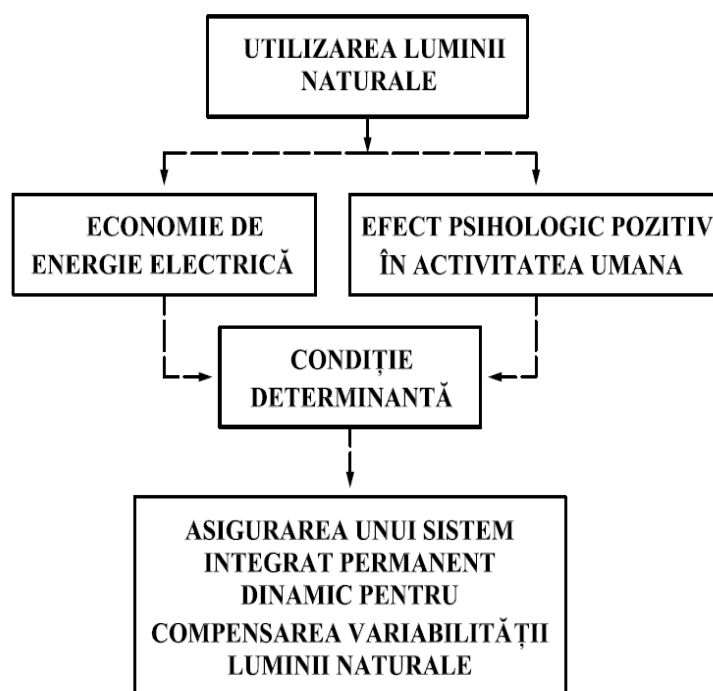 UTILIZAREA LUMINII
NATURALE
ECONOMIE DE
ENERGIE ELECTRICĂ
EFECT PSIHOLOGIC POZITIV
ÎN ACTIVITATEA UMANA
CONDIȚIE
DETERMINANTĂ
ASIGURAREA UNUI SISTEM
INTEGRAT PERMANENT
DINAMIC PENTRU
COMPENSAREA VARIABILITĂȚII
LUMINII NATURALE